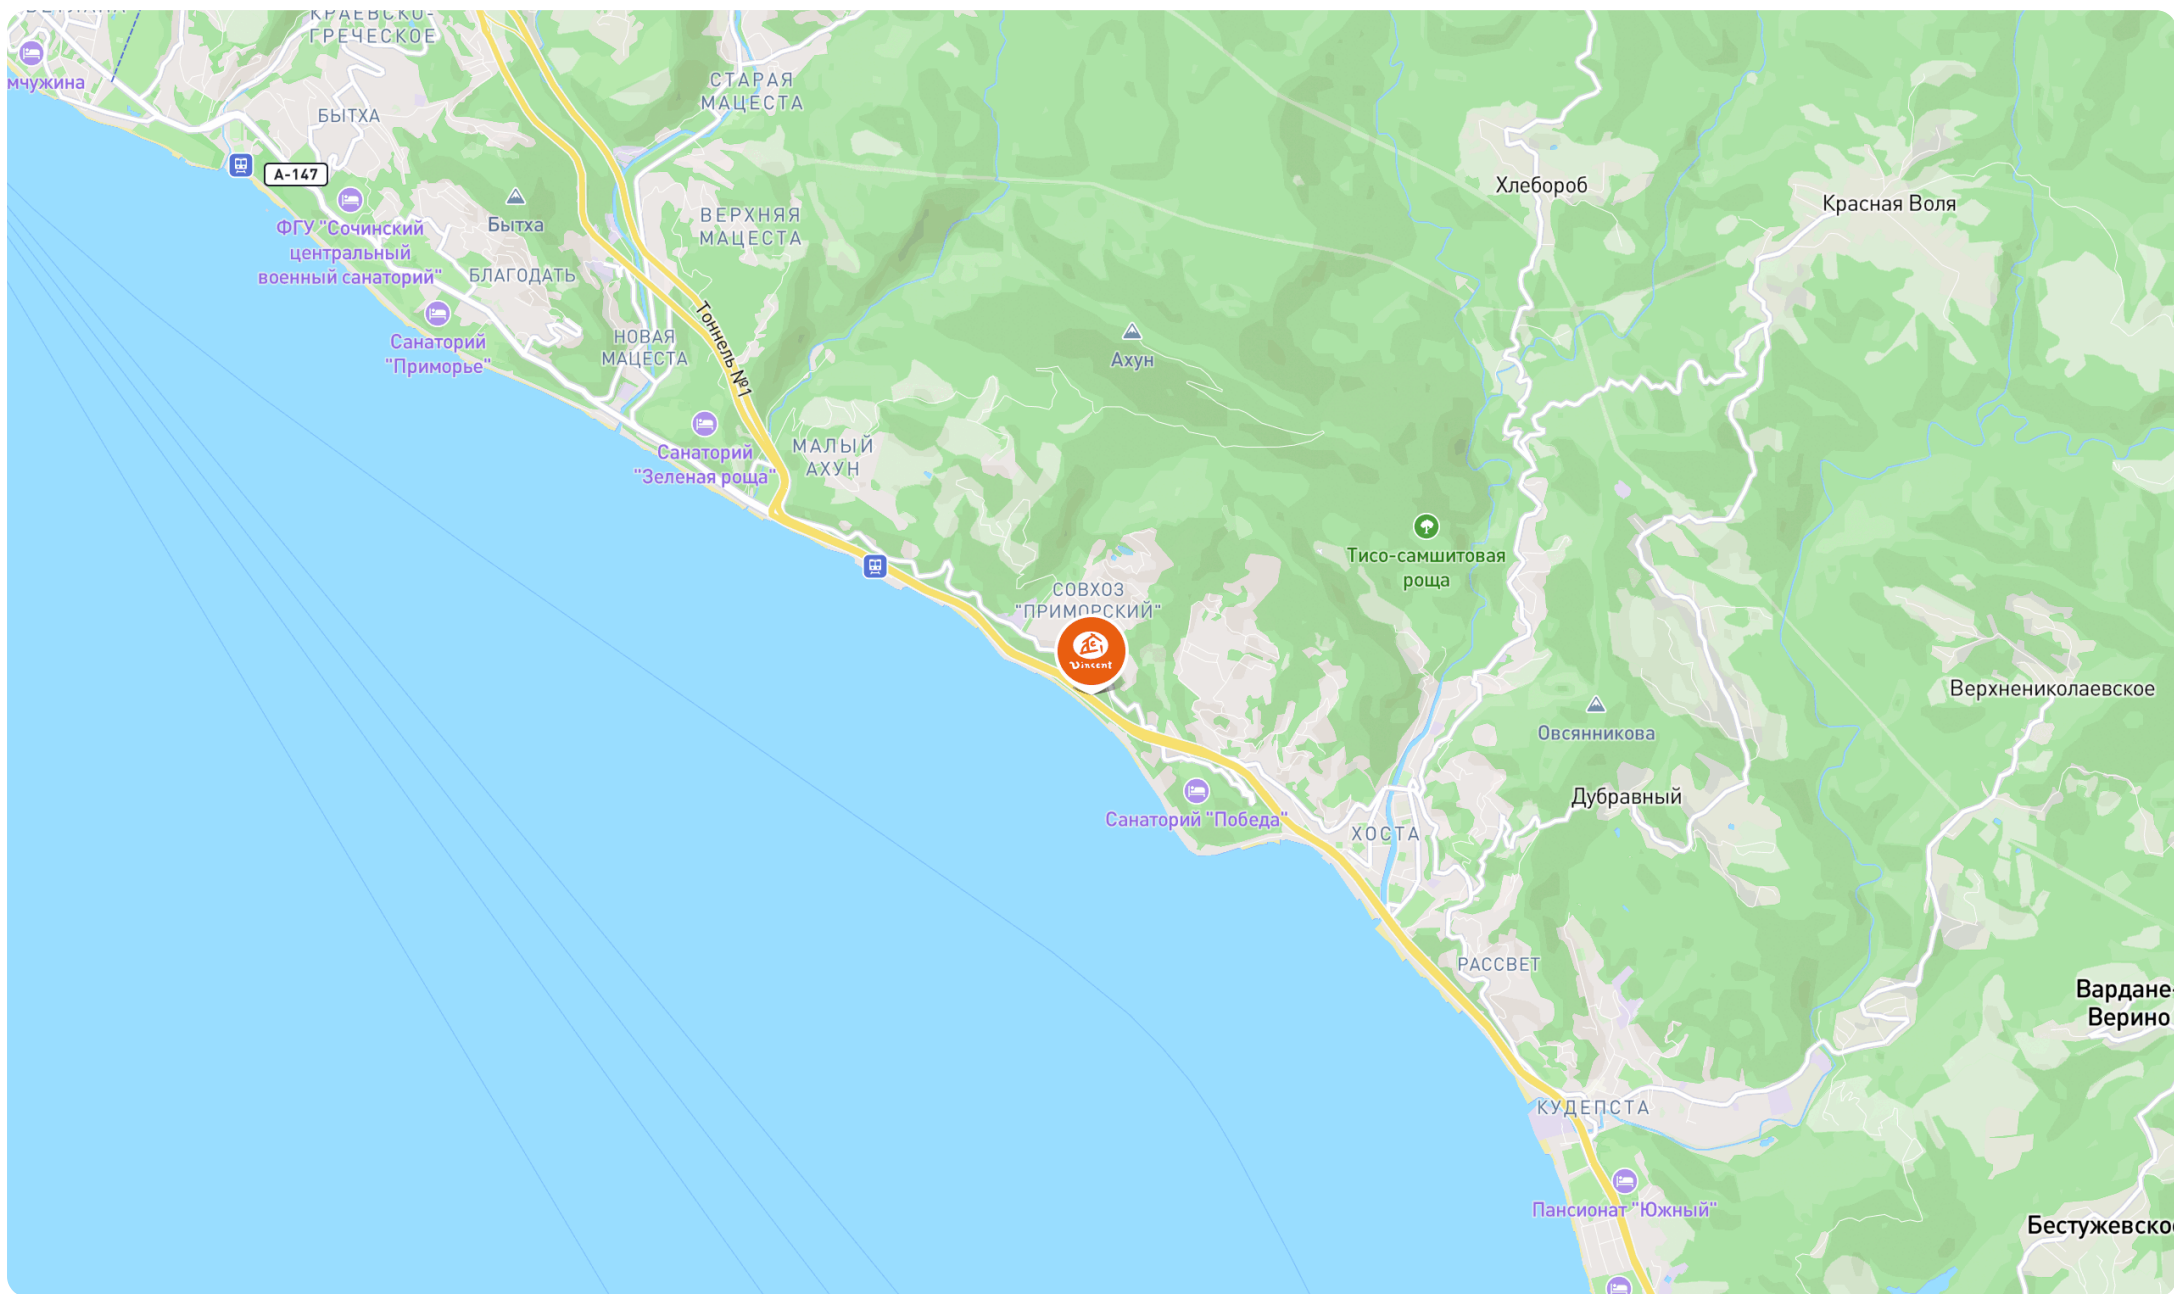 КРАЕВСКО-
ГРЕЧЕСКОЕ
мчужина
СТАРАЯ
МАЦЕСТА
БЫТХА
А-147
Хлебороб
Красная Воля
Бытха
ВЕРХНЯЯ
МАЦЕСТА
ФГУ "Сочинский
центральный
военный санаторий"
БЛАГОДАТЬ
Санаторий
"Приморье"
НОВАЯ
МАЦЕСТА
Тоннель №1
Ахун
Санаторий
"Зеленая роща"
МАЛЫЙ
АХУН
Тисо-самшитовая
роща
СОВХОЗ
"ПРИМОРСКИЙ"
Vincent
Верхнениколаевское
Овсянникова
Дубравный
Санаторий "Победа"
ХОСТА
РАССВЕТ
Вардане-
Верино
КУДЕПСТА
Пансионат "Южный"
Бестужевско